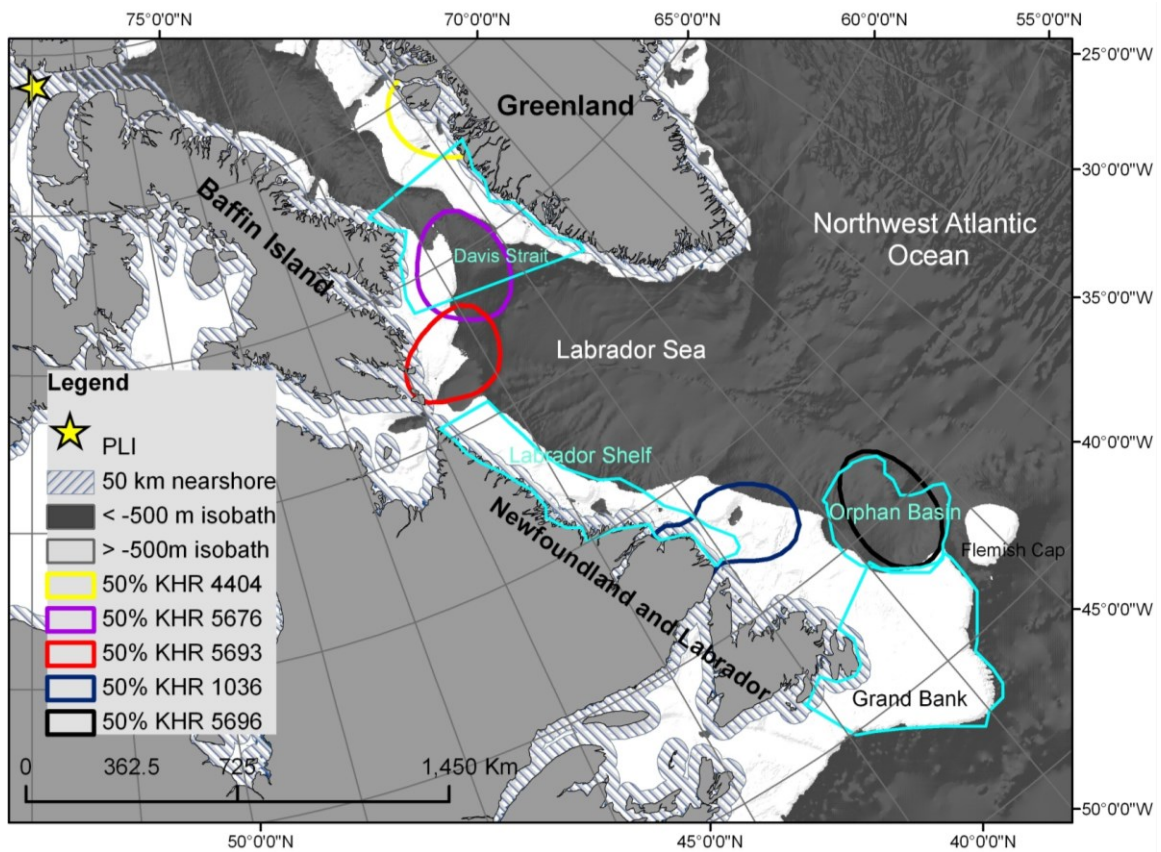 75°0'0"N
70°0'0"N
65°0'0"N
60°0'0"N
55°0'0"N
25°0'0"W
Greenland
30°0'0"W
Baffin Island
Northwest Atlantic
Ocean
Davis Strait
35°0'0"W
Labrador Sea
Legend
PLI
50 km nearshore
< -500 m isobath
> -500m isobath
50% KHR 4404
50% KHR 5676
50% KHR 5693
50% KHR 1036
50% KHR 5696
40°0'0"W
Labrador Shelf
Orphan Basin
Flemish Cap
Newfoundland and Labrador
45°0'0"W
Grand Bank
0 362.5 725 1,450 Km
50°0'0"W
50°0'0"N
45°0'0"N
40°0'0"N